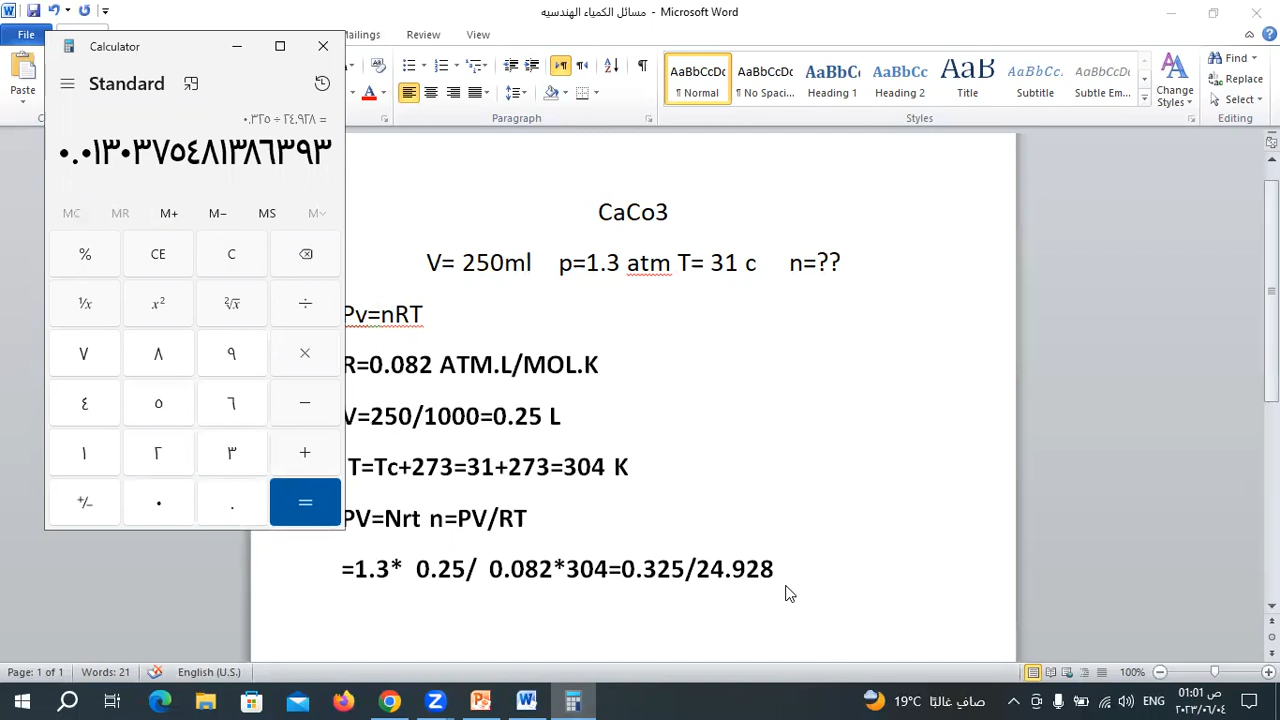 مسائل الكمياء الهندسيه - Microsoft Word
File
Mailings
Review
View
Calculator
Paste
Standard
٠.٣٢٥ ÷ ٢٤.٩٢٨ =
٠.٠١٣٠٣٧٥٤٨١٣٨٦٣٩٣
MC MR M+ M− MS M˅
% CE C
¹/x x² ²√x ÷
٧ ٨ ٩ ×
٤ ٥ ٦ −
١ ٢ ٣ +
+/− ٠ . =
Paragraph
AaBbCcDc AaBbCcDc AaBbC AaBbCc AaB AaBbCc. AaBbCcDc
¶ Normal ¶ No Spaci... Heading 1 Heading 2 Title Subtitle Subtle Em...
Change Styles
Styles
Find
Replace
Select
Editing
CaCo3
V= 250ml p=1.3 atm T= 31 c n=??
Pv=nRT
R=0.082 ATM.L/MOL.K
V=250/1000=0.25 L
T=Tc+273=31+273=304 K
PV=Nrt n=PV/RT
=1.3* 0.25/ 0.082*304=0.325/24.928
Page: 1 of 1 Words: 21 English (U.S.) 100%
19°C صافي غالبًا ENG ص 01:01
٢٠٢٣/٠٦/٠٤